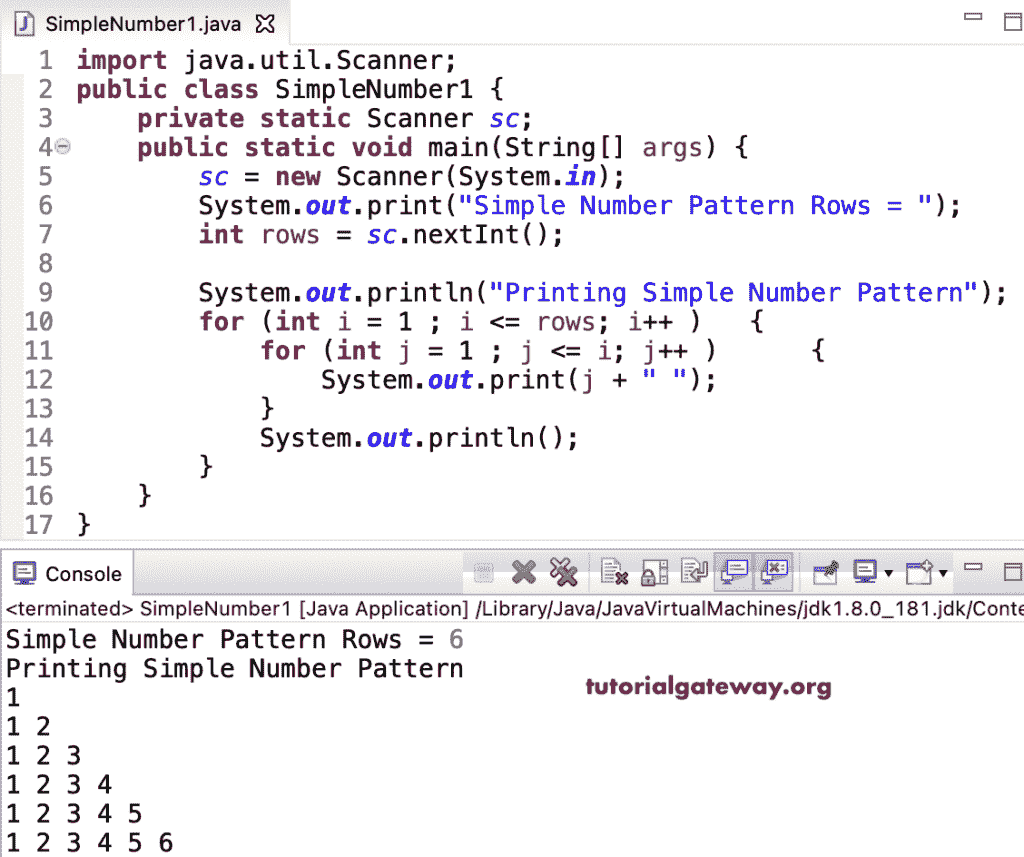 SimpleNumber1.java
1 import java.util.Scanner;
2 public class SimpleNumber1 {
3     private static Scanner sc;
4     public static void main(String[] args) {
5         sc = new Scanner(System.in);
6         System.out.print("Simple Number Pattern Rows = ");
7         int rows = sc.nextInt();
8
9         System.out.println("Printing Simple Number Pattern");
10         for (int i = 1 ; i <= rows; i++ )   {
11             for (int j = 1 ; j <= i; j++ )      {
12                 System.out.print(j + " ");
13             }
14             System.out.println();
15         }
16     }
17 }
Console
<terminated> SimpleNumber1 [Java Application] /Library/Java/JavaVirtualMachines/jdk1.8.0_181.jdk/Conte
Simple Number Pattern Rows = 6
Printing Simple Number Pattern
tutorialgateway.org
1
1 2
1 2 3
1 2 3 4
1 2 3 4 5
1 2 3 4 5 6